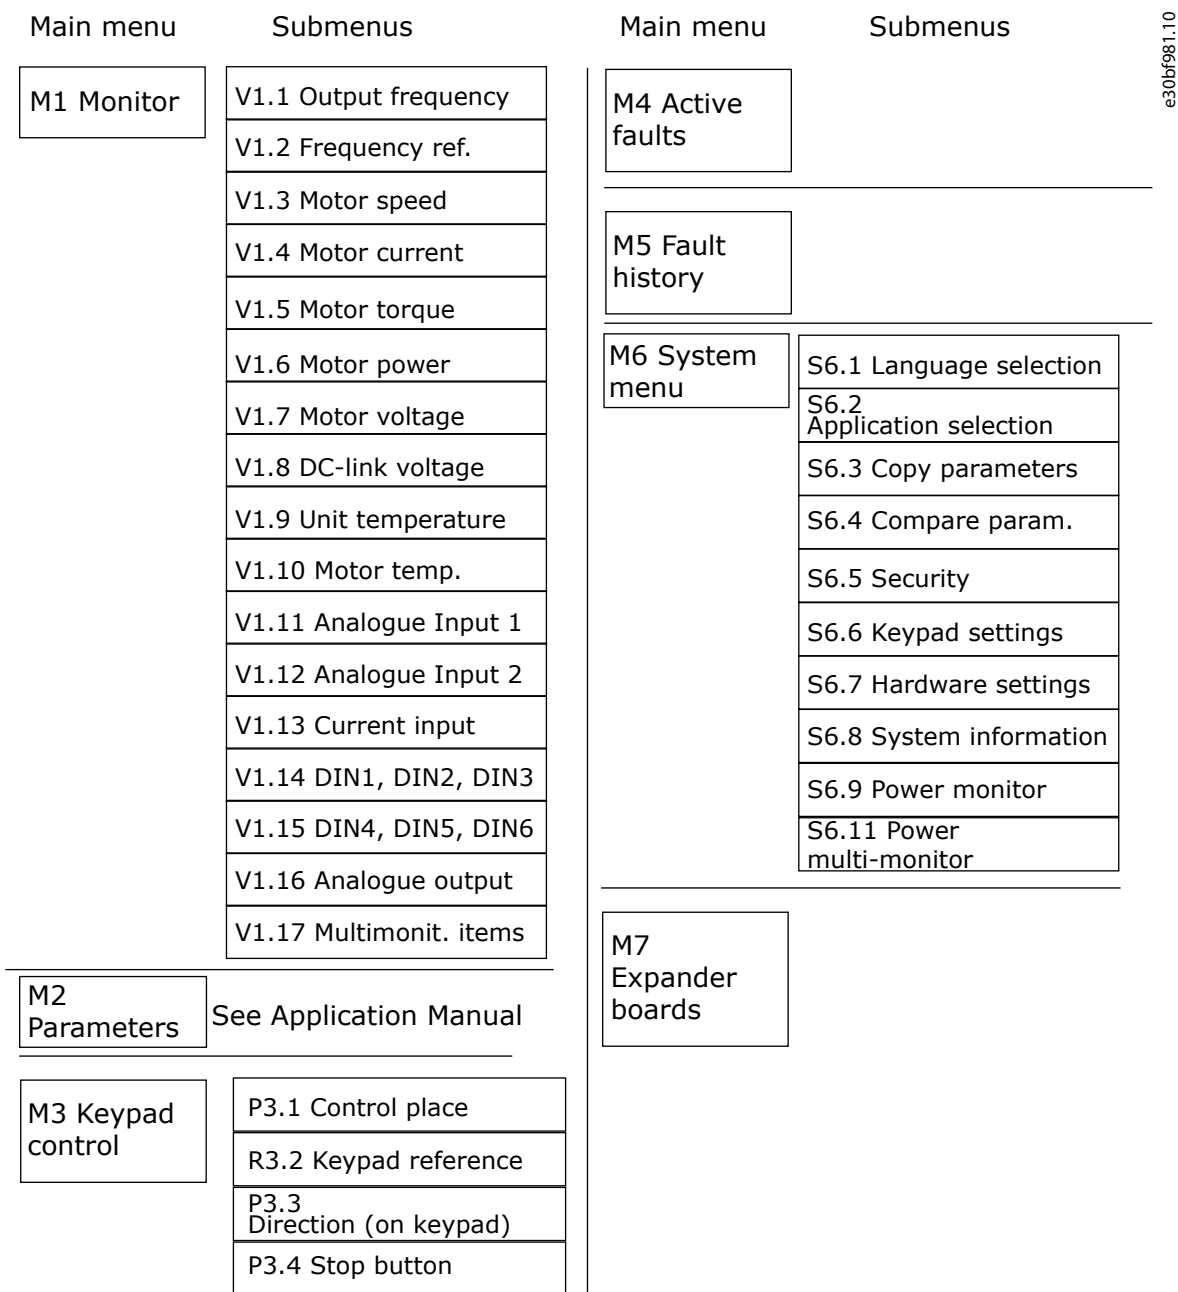 Main menu
Submenus
M1 Monitor
V1.1 Output frequency
V1.2 Frequency ref.
V1.3 Motor speed
V1.4 Motor current
V1.5 Motor torque
V1.6 Motor power
V1.7 Motor voltage
V1.8 DC-link voltage
V1.9 Unit temperature
V1.10 Motor temp.
V1.11 Analogue Input 1
V1.12 Analogue Input 2
V1.13 Current input
V1.14 DIN1, DIN2, DIN3
V1.15 DIN4, DIN5, DIN6
V1.16 Analogue output
V1.17 Multimonit. items
M2
Parameters
See Application Manual
M3 Keypad
control
P3.1 Control place
R3.2 Keypad reference
P3.3
Direction (on keypad)
P3.4 Stop button
Main menu
Submenus
M4 Active
faults
M5 Fault
history
M6 System
menu
S6.1 Language selection
S6.2
Application selection
S6.3 Copy parameters
S6.4 Compare param.
S6.5 Security
S6.6 Keypad settings
S6.7 Hardware settings
S6.8 System information
S6.9 Power monitor
S6.11 Power
multi-monitor
M7
Expander
boards
e30bf981.10